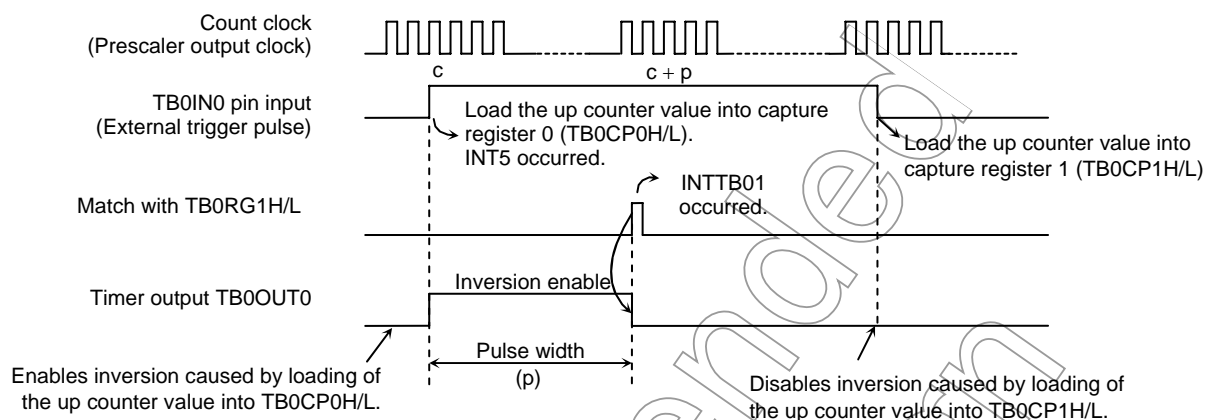 Count clock
(Prescaler output clock)
c
c + p
TB0IN0 pin input
(External trigger pulse)
Load the up counter value into capture
register 0 (TB0CP0H/L).
INT5 occurred.
Load the up counter value into
capture register 1 (TB0CP1H/L)
INTTB01
occurred.
Match with TB0RG1H/L
Inversion enable
Timer output TB0OUT0
Pulse width
(p)
Enables inversion caused by loading of
the up counter value into TB0CP0H/L.
Disables inversion caused by loading of
the up counter value into TB0CP1H/L.